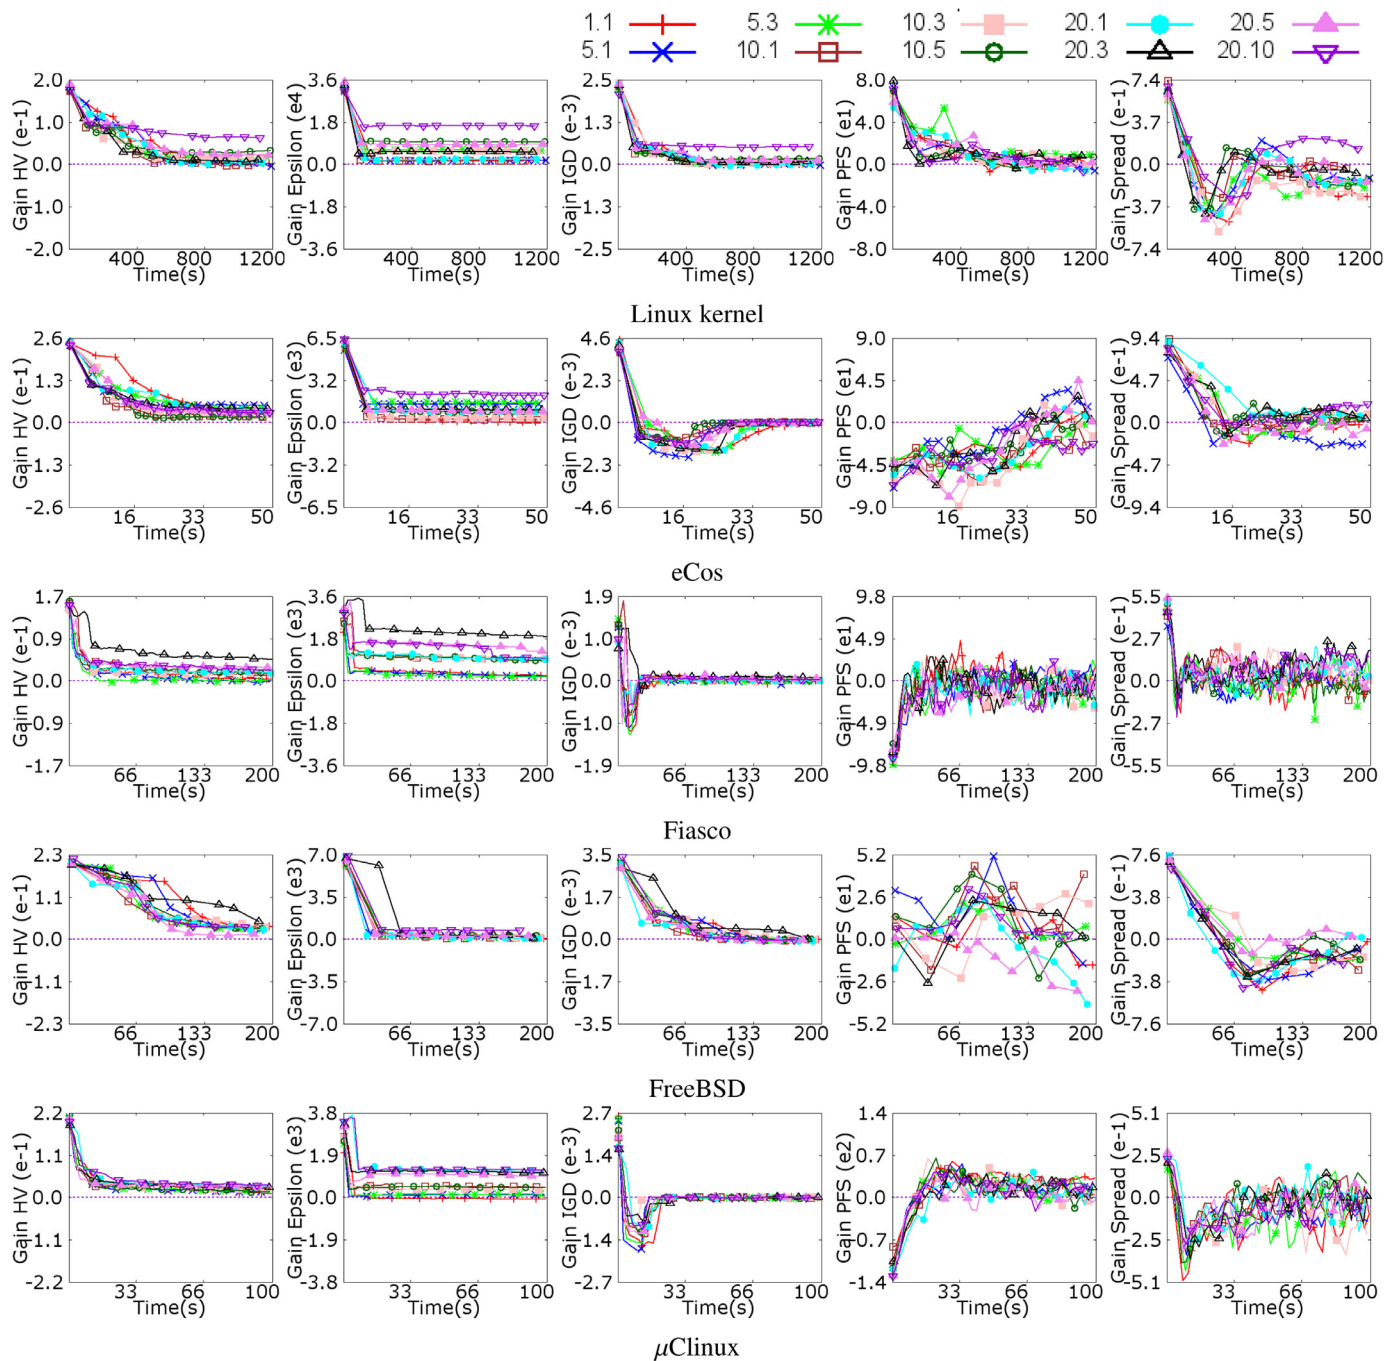 1.1 5.3 10.3 20.1 20.5
5.1 10.1 10.5 20.3 20.10
Gain HV (e-1)
2.0
1.0
0.0
-1.0
-2.0
400 800 1200
Time(s)
Gain Epsilon (e4)
3.6
1.8
0.0
-1.8
-3.6
400 800 1200
Time(s)
Gain IGD (e-3)
2.5
1.3
0.0
-1.3
-2.5
400 800 1200
Time(s)
Gain PFS (e1)
8.0
4.0
0.0
-4.0
-8.0
400 800 1200
Time(s)
Gain Spread (e-1)
7.4
3.7
0.0
-3.7
-7.4
400 800 1200
Time(s)
Linux kernel
Gain HV (e-1)
2.6
1.3
0.0
-1.3
-2.6
16 33 50
Time(s)
Gain Epsilon (e3)
6.5
3.2
0.0
-3.2
-6.5
16 33 50
Time(s)
Gain IGD (e-3)
4.6
2.3
0.0
-2.3
-4.6
16 33 50
Time(s)
Gain PFS (e1)
9.0
4.5
0.0
-4.5
-9.0
16 33 50
Time(s)
Gain Spread (e-1)
9.4
4.7
0.0
-4.7
-9.4
16 33 50
Time(s)
eCos
Gain HV (e-1)
1.7
0.9
0.0
-0.9
-1.7
66 133 200
Time(s)
Gain Epsilon (e3)
3.6
1.8
0.0
-1.8
-3.6
66 133 200
Time(s)
Gain IGD (e-3)
1.9
1.0
0.0
-1.0
-1.9
66 133 200
Time(s)
Gain PFS (e1)
9.8
4.9
0.0
-4.9
-9.8
66 133 200
Time(s)
Gain Spread (e-1)
5.5
2.7
0.0
-2.7
-5.5
66 133 200
Time(s)
Fiasco
Gain HV (e-1)
2.3
1.1
0.0
-1.1
-2.3
66 133 200
Time(s)
Gain Epsilon (e3)
7.0
3.5
0.0
-3.5
-7.0
66 133 200
Time(s)
Gain IGD (e-3)
3.5
1.7
0.0
-1.7
-3.5
66 133 200
Time(s)
Gain PFS (e1)
5.2
2.6
0.0
-2.6
-5.2
66 133 200
Time(s)
Gain Spread (e-1)
7.6
3.8
0.0
-3.8
-7.6
66 133 200
Time(s)
FreeBSD
Gain HV (e-1)
2.2
1.1
0.0
-1.1
-2.2
33 66 100
Time(s)
Gain Epsilon (e3)
3.8
1.9
0.0
-1.9
-3.8
33 66 100
Time(s)
Gain IGD (e-3)
2.7
1.4
0.0
-1.4
-2.7
33 66 100
Time(s)
Gain PFS (e2)
1.4
0.7
0.0
-0.7
-1.4
33 66 100
Time(s)
Gain Spread (e-1)
5.1
2.5
0.0
-2.5
-5.1
33 66 100
Time(s)
μClinux